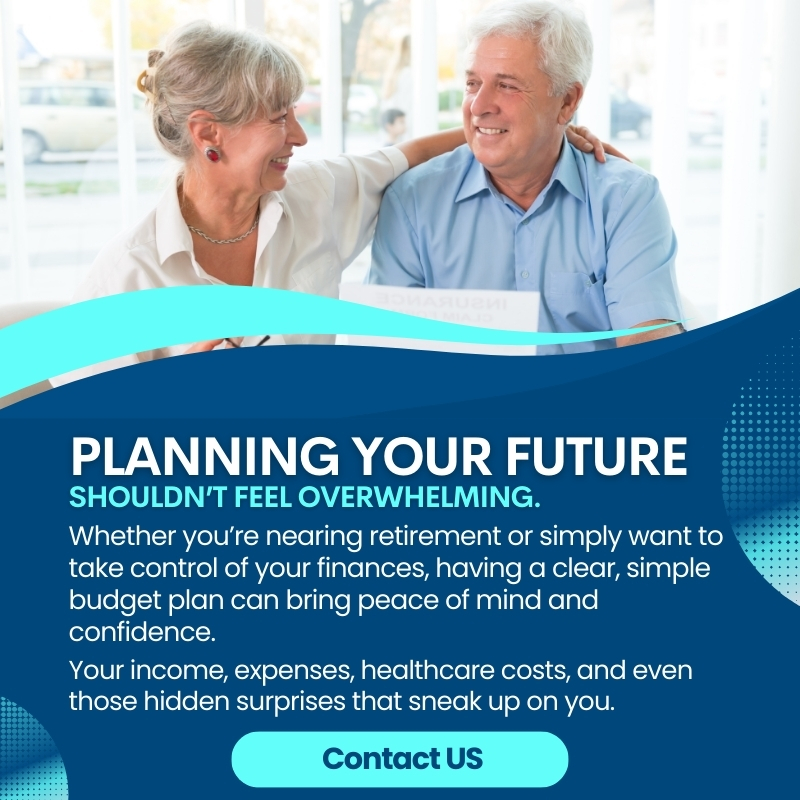 INSURANCE
CLAIM
PLANNING YOUR FUTURE
SHOULDN'T FEEL OVERWHELMING.
Whether you're nearing retirement or simply want to
take control of your finances, having a clear, simple
budget plan can bring peace of mind and
confidence.
Your income, expenses, healthcare costs, and even
those hidden surprises that sneak up on you.
Contact US